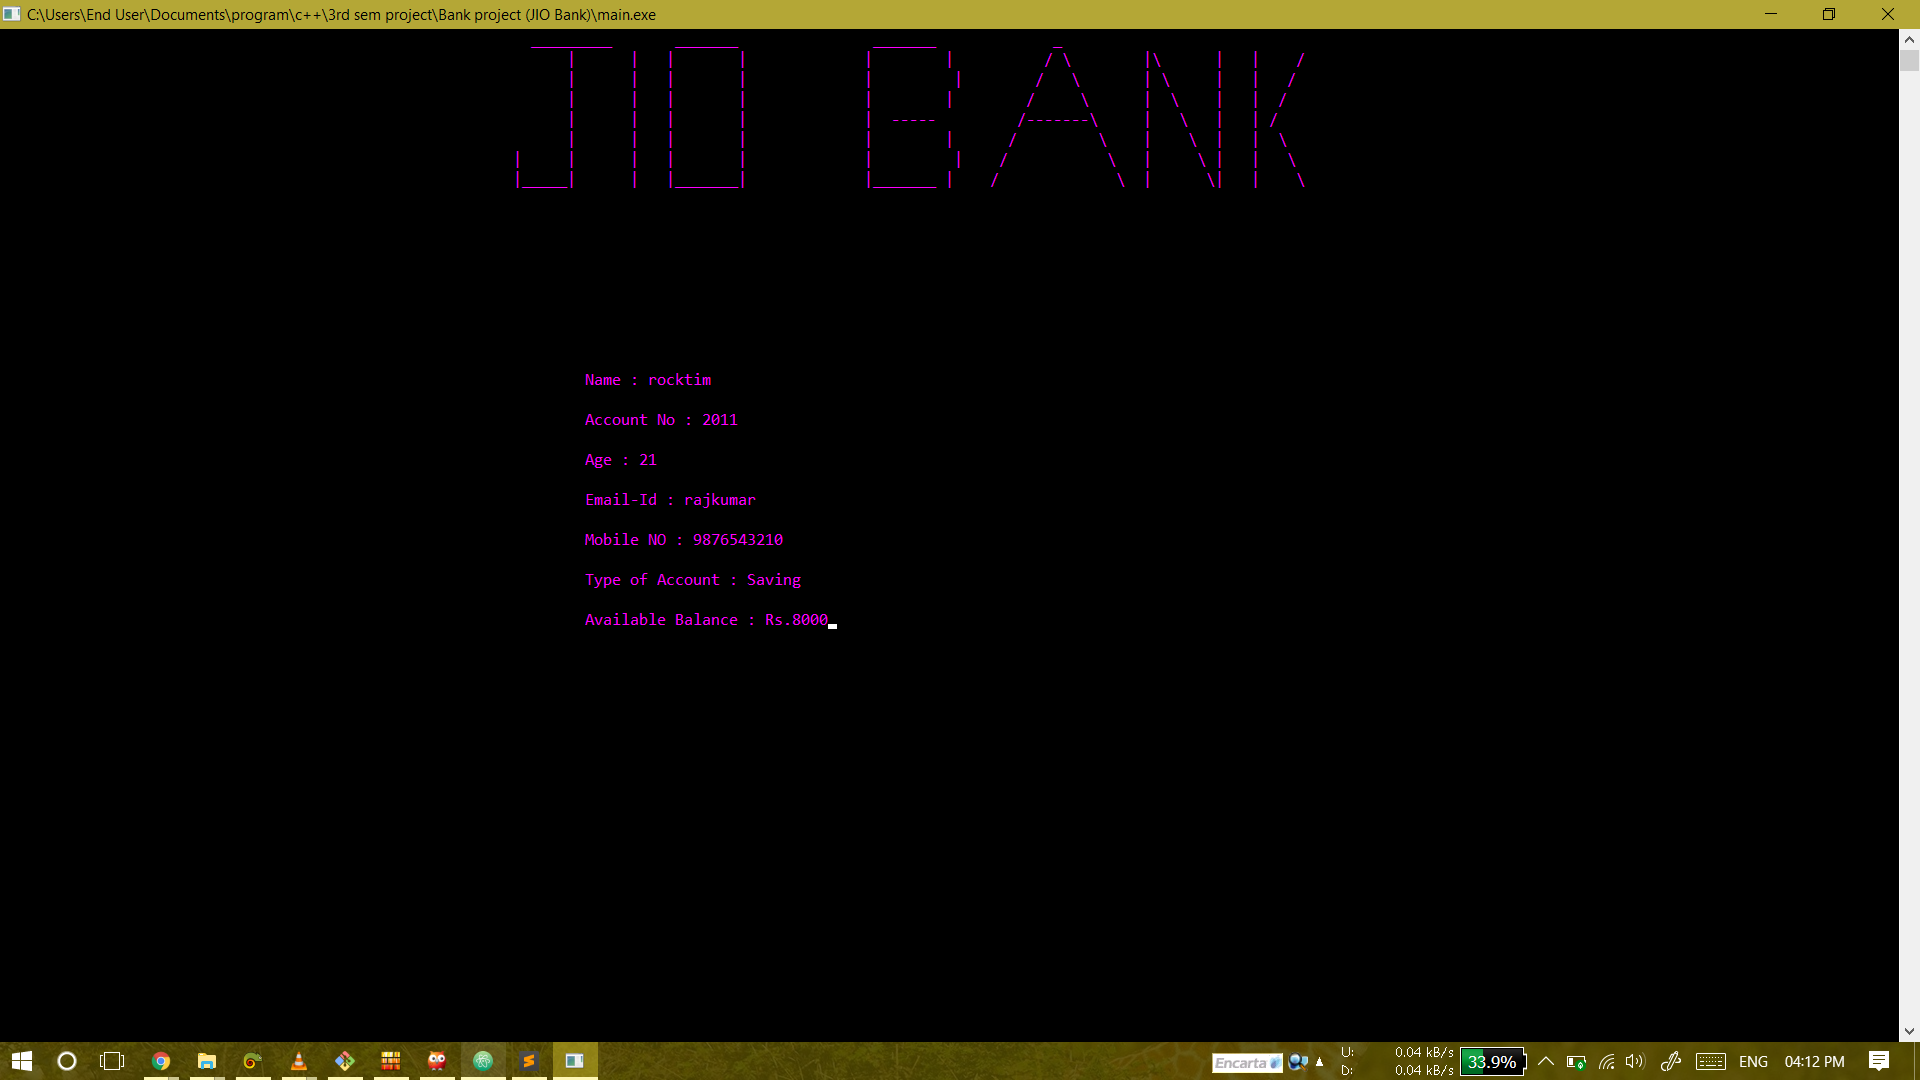 C:\Users\End User\Documents\program\c++\3rd sem project\Bank project (JIO Bank)\main.exe
JIO BANK
Name : rocktim
Account No : 2011
Age : 21
Email-Id : rajkumar
Mobile NO : 9876543210
Type of Account : Saving
Available Balance : Rs.8000
Encarta
U: 0.04 kB/s
D: 0.04 kB/s
33.9%
ENG
04:12 PM